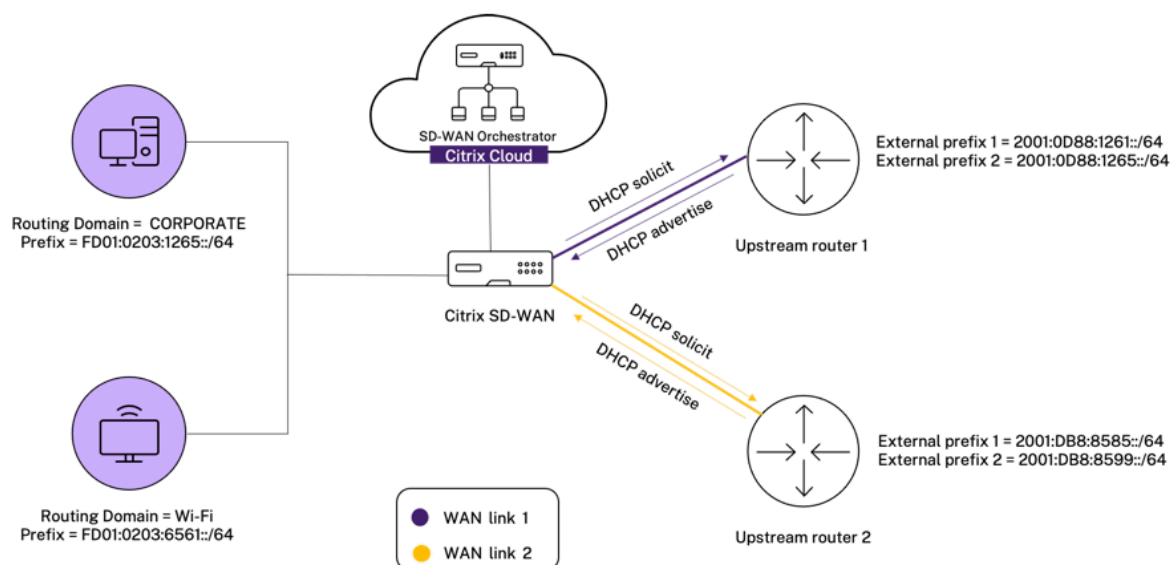 SD-WAN Orchestrator
Citrix Cloud
Routing Domain = CORPORATE
Prefix = FD01:0203:1265::/64
Citrix SD-WAN
DHCP solicit
DHCP advertise
External prefix 1 = 2001:0D88:1261::/64
External prefix 2 = 2001:0D88:1265::/64
Upstream router 1
Routing Domain = Wi-Fi
Prefix = FD01:0203:6561::/64
DHCP solicit
DHCP advertise
External prefix 1 = 2001:DB8:8585::/64
External prefix 2 = 2001:DB8:8599::/64
Upstream router 2
WAN link 1
WAN link 2